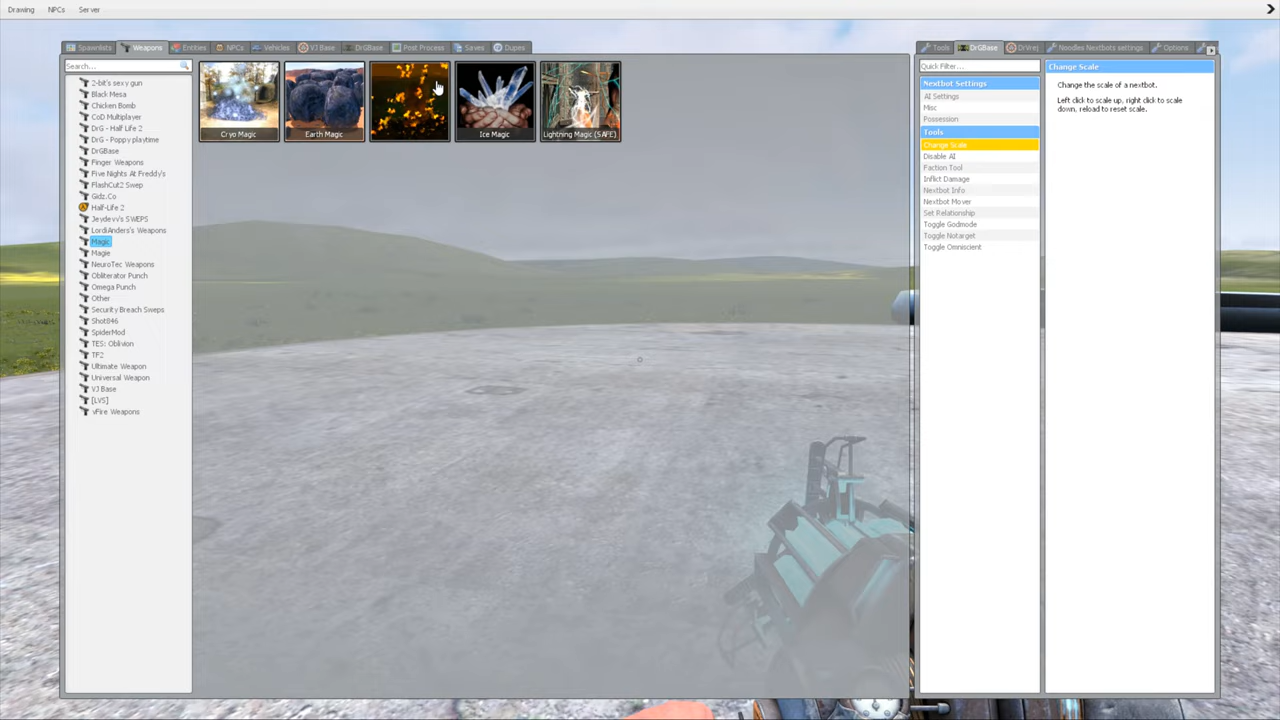 Drawing NPCs Server
Spawnlists Weapons Entities NPCs Vehicles VJ Base DrGBase Post Process Saves Dupes
Search...
2-bit's sexy gun
Black Mesa
Chicken Bomb
CoD Multiplayer
DrG - Half Life 2
DrG - Poppy playtime
DrGBase
Finger Weapons
Five Nights At Freddy's
FlashCut2 Swep
Gidz.Co
Half-Life 2
Jeydevv's SWEPS
LordiAnders's Weapons
Magic
Magie
NeuroTec Weapons
Obliterator Punch
Omega Punch
Other
Security Breach Sweps
Shot846
SpiderMod
TES: Oblivion
TF2
Ultimate Weapon
Universal Weapon
VJ Base
[LVS]
vFire Weapons
Cryo Magic
Earth Magic
Ice Magic
Lightning Magic (SAFE)
Tools DrGBase DrVrej Noodles Nextbots settings Options
Quick Filter...
Nextbot Settings
AI Settings
Misc
Possession
Tools
Change Scale
Disable AI
Faction Tool
Inflict Damage
Nextbot Info
Nextbot Mover
Set Relationship
Toggle Godmode
Toggle Notarget
Toggle Omniscient
Change Scale
Change the scale of a nextbot.
Left click to scale up, right click to scale
down, reload to reset scale.